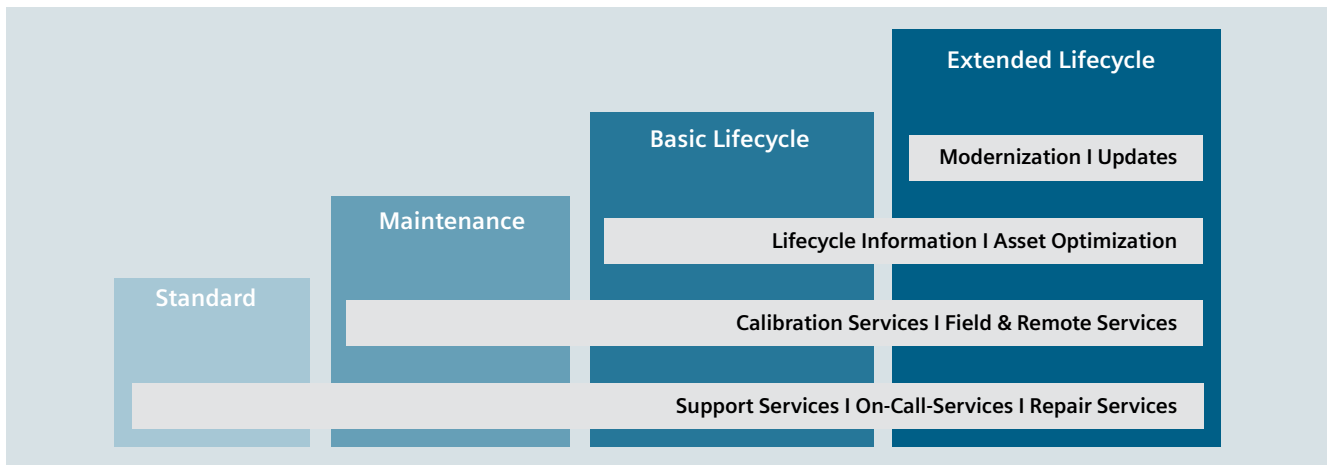 Extended Lifecycle
Basic Lifecycle
Modernization I Updates
Maintenance
Lifecycle Information I Asset Optimization
Standard
Calibration Services I Field & Remote Services
Support Services I On-Call-Services I Repair Services